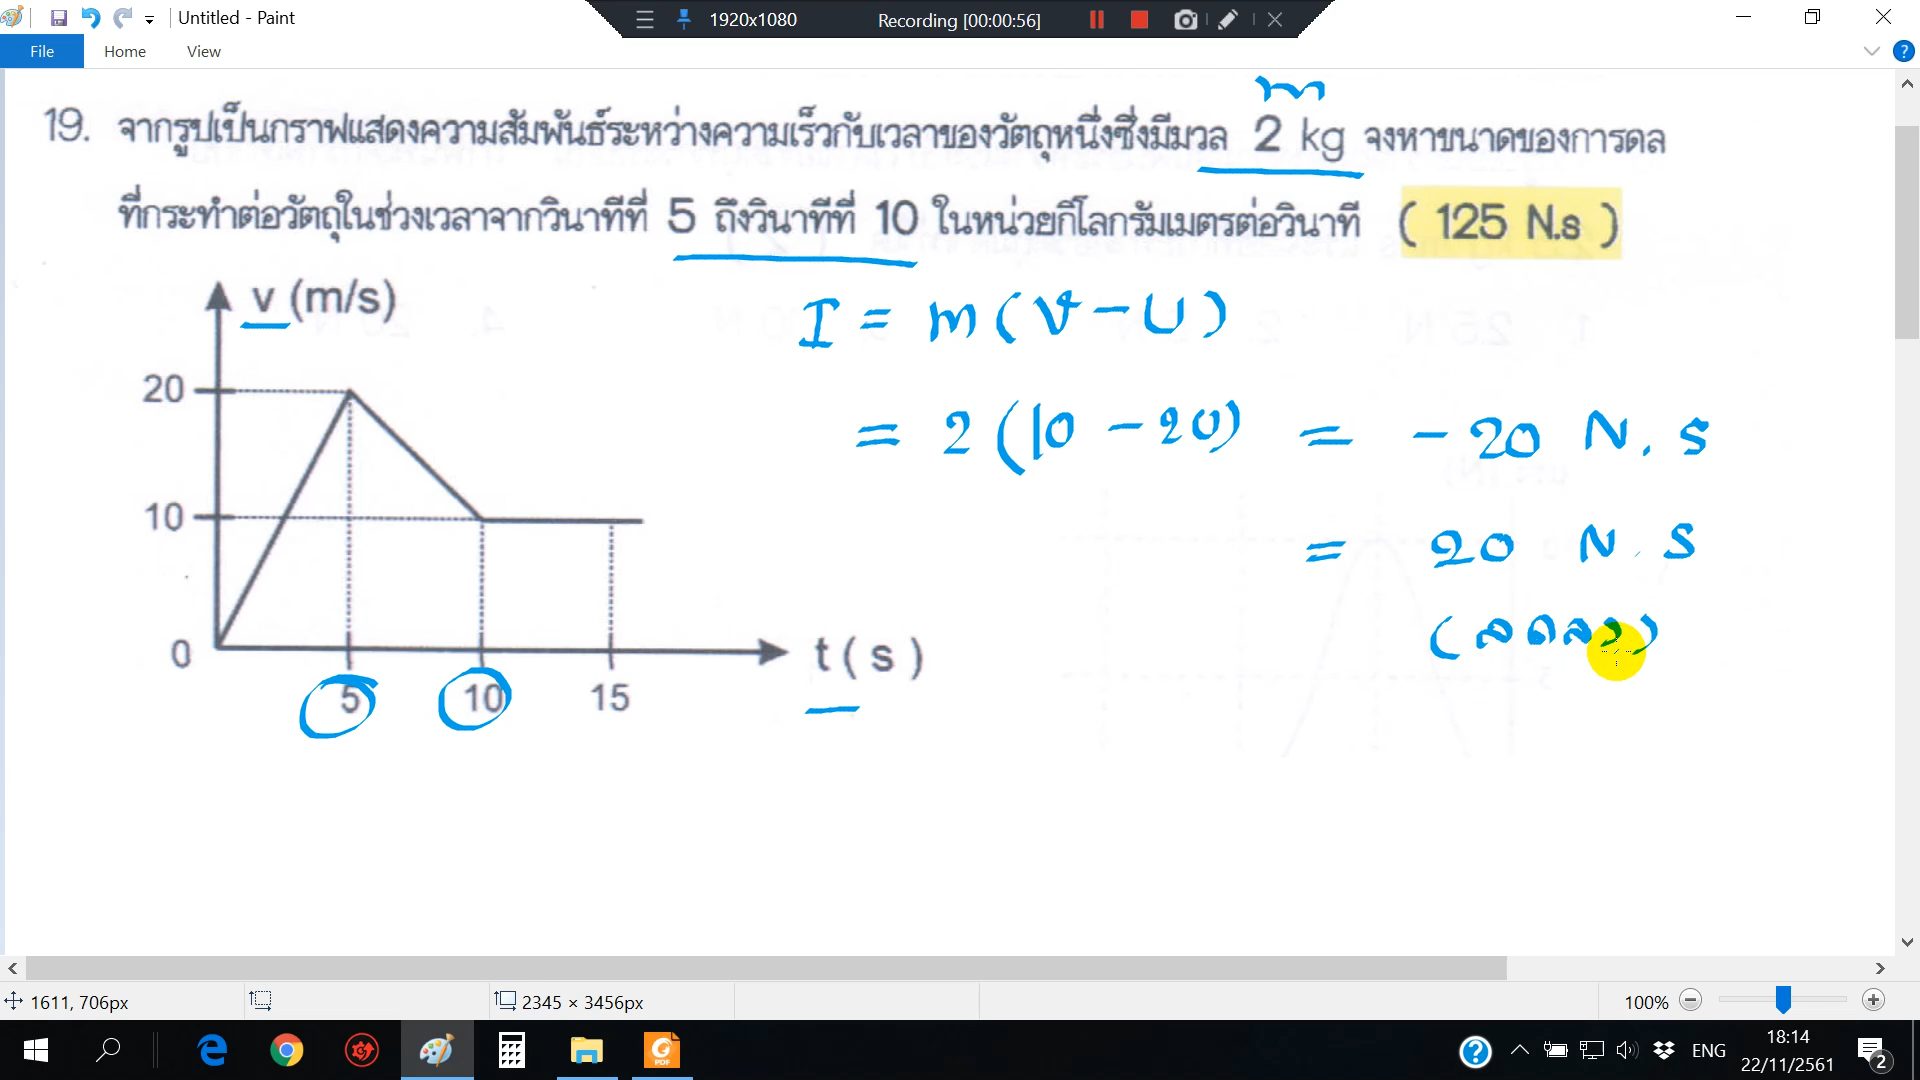 Untitled - Paint
1920x1080
Recording [00:00:56]
File
Home
View
m
19. จากรูปเป็นกราฟแสดงความสัมพันธ์ระหว่างความเร็วกับเวลาของวัตถุหนึ่งซึ่งมีมวล 2 kg จงหาขนาดของการดล
ที่กระทำต่อวัตถุในช่วงเวลาจากวินาทีที่ 5 ถึงวินาทีที่ 10 ในหน่วยกิโลกรัมเมตรต่อวินาที ( 125 N.s )
v (m/s)
20
10
0
5
10
15
t ( s )
I = m ( v - u )
= 2 ( 10 - 20 ) = - 20 N . s
= 20 N . s
1611, 706px
2345 × 3456px
100%
ENG
18:14
22/11/2561
2
PDF